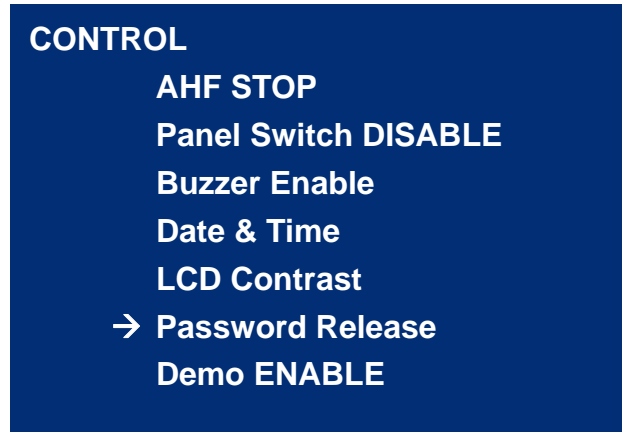 CONTROL
AHF STOP
Panel Switch DISABLE
Buzzer Enable
Date & Time
LCD Contrast
→ Password Release
Demo ENABLE